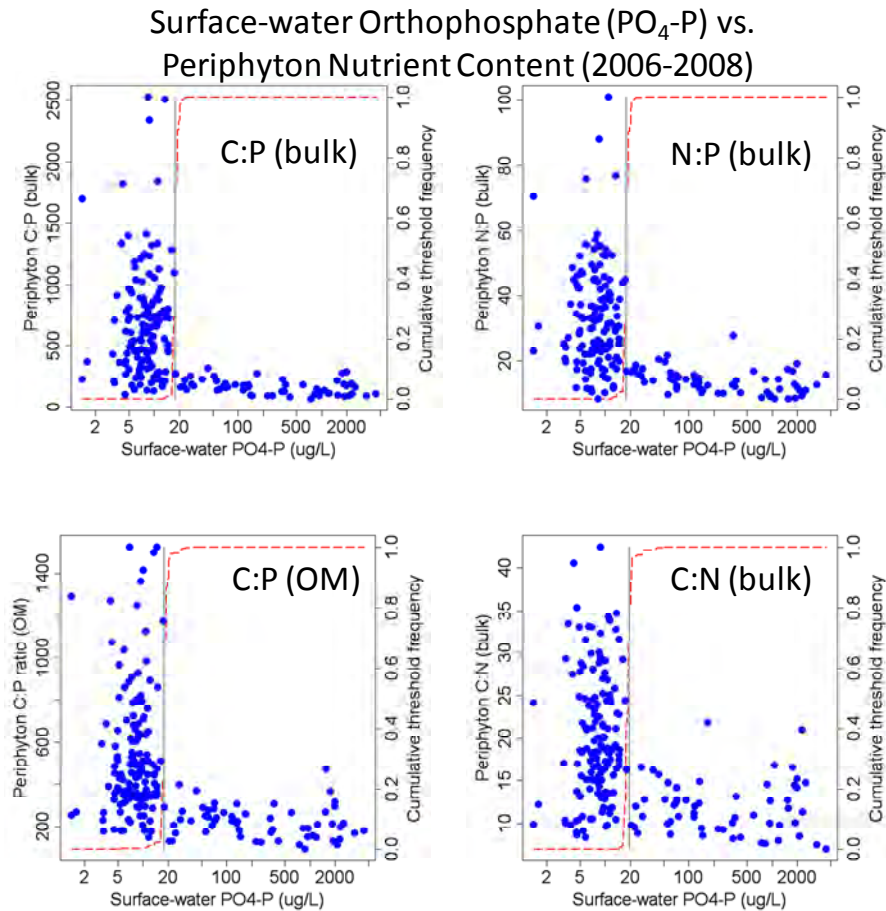 Surface-water Orthophosphate (PO4-P) vs.
Periphyton Nutrient Content (2006-2008)
C:P (bulk)
Periphyton C:P (bulk)
0 500 1000 1500 2000 2500
Cumulative threshold frequency
0.0 0.2 0.4 0.6 0.8 1.0
2 5 20 100 500 2000
Surface-water PO4-P (ug/L)
N:P (bulk)
Periphyton N:P (bulk)
20 40 60 80 100
Cumulative threshold frequency
0.0 0.2 0.4 0.6 0.8 1.0
2 5 20 100 500 2000
Surface-water PO4-P (ug/L)
C:P (OM)
Periphyton C:P ratio (OM)
200 600 1000 1400
Cumulative threshold frequency
0.0 0.2 0.4 0.6 0.8 1.0
2 5 20 100 500 2000
Surface-water PO4-P (ug/L)
C:N (bulk)
Periphyton C:N (bulk)
10 15 20 25 30 35 40
Cumulative threshold frequency
0.0 0.2 0.4 0.6 0.8 1.0
2 5 20 100 500 2000
Surface-water PO4-P (ug/L)